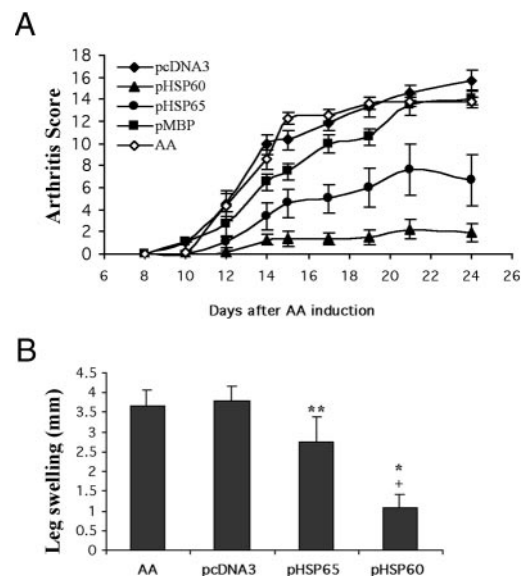 A
Arthritis Score
18
16
14
12
10
8
6
4
2
0
pcDNA3
pHSP60
pHSP65
pMBP
AA
6 8 10 12 14 16 18 20 22 24 26
Days after AA induction
B
Leg swelling (mm)
4.5
4
3.5
3
2.5
2
1.5
1
0.5
0
**
*
+
AA pcDNA3 pHSP65 pHSP60